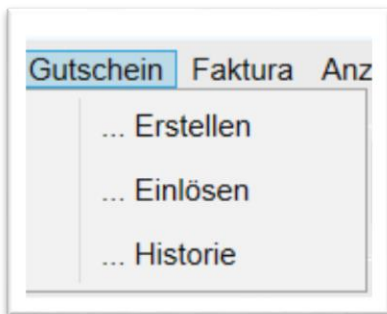 Gutschein Faktura Anz
... Erstellen
... Einlösen
... Historie